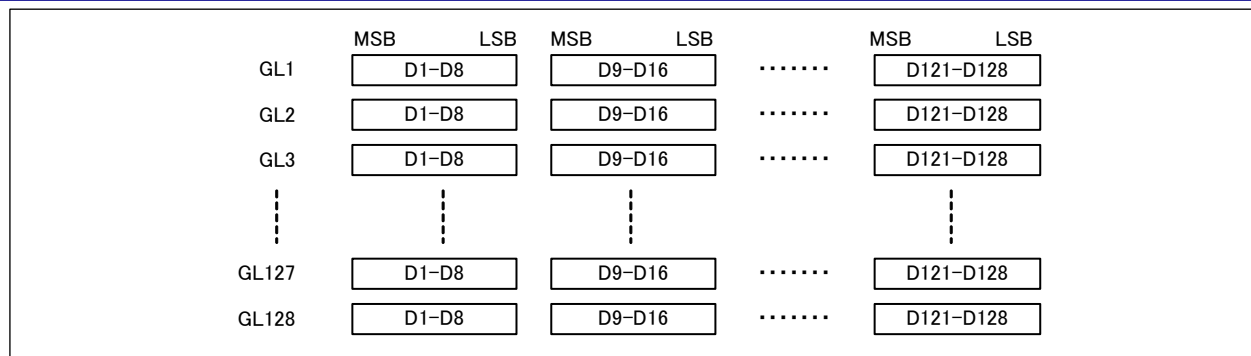 MSB LSB MSB LSB MSB LSB
GL1 D1-D8 D9-D16 ······· D121-D128
GL2 D1-D8 D9-D16 ······· D121-D128
GL3 D1-D8 D9-D16 ······· D121-D128
GL127 D1-D8 D9-D16 ······· D121-D128
GL128 D1-D8 D9-D16 ······· D121-D128